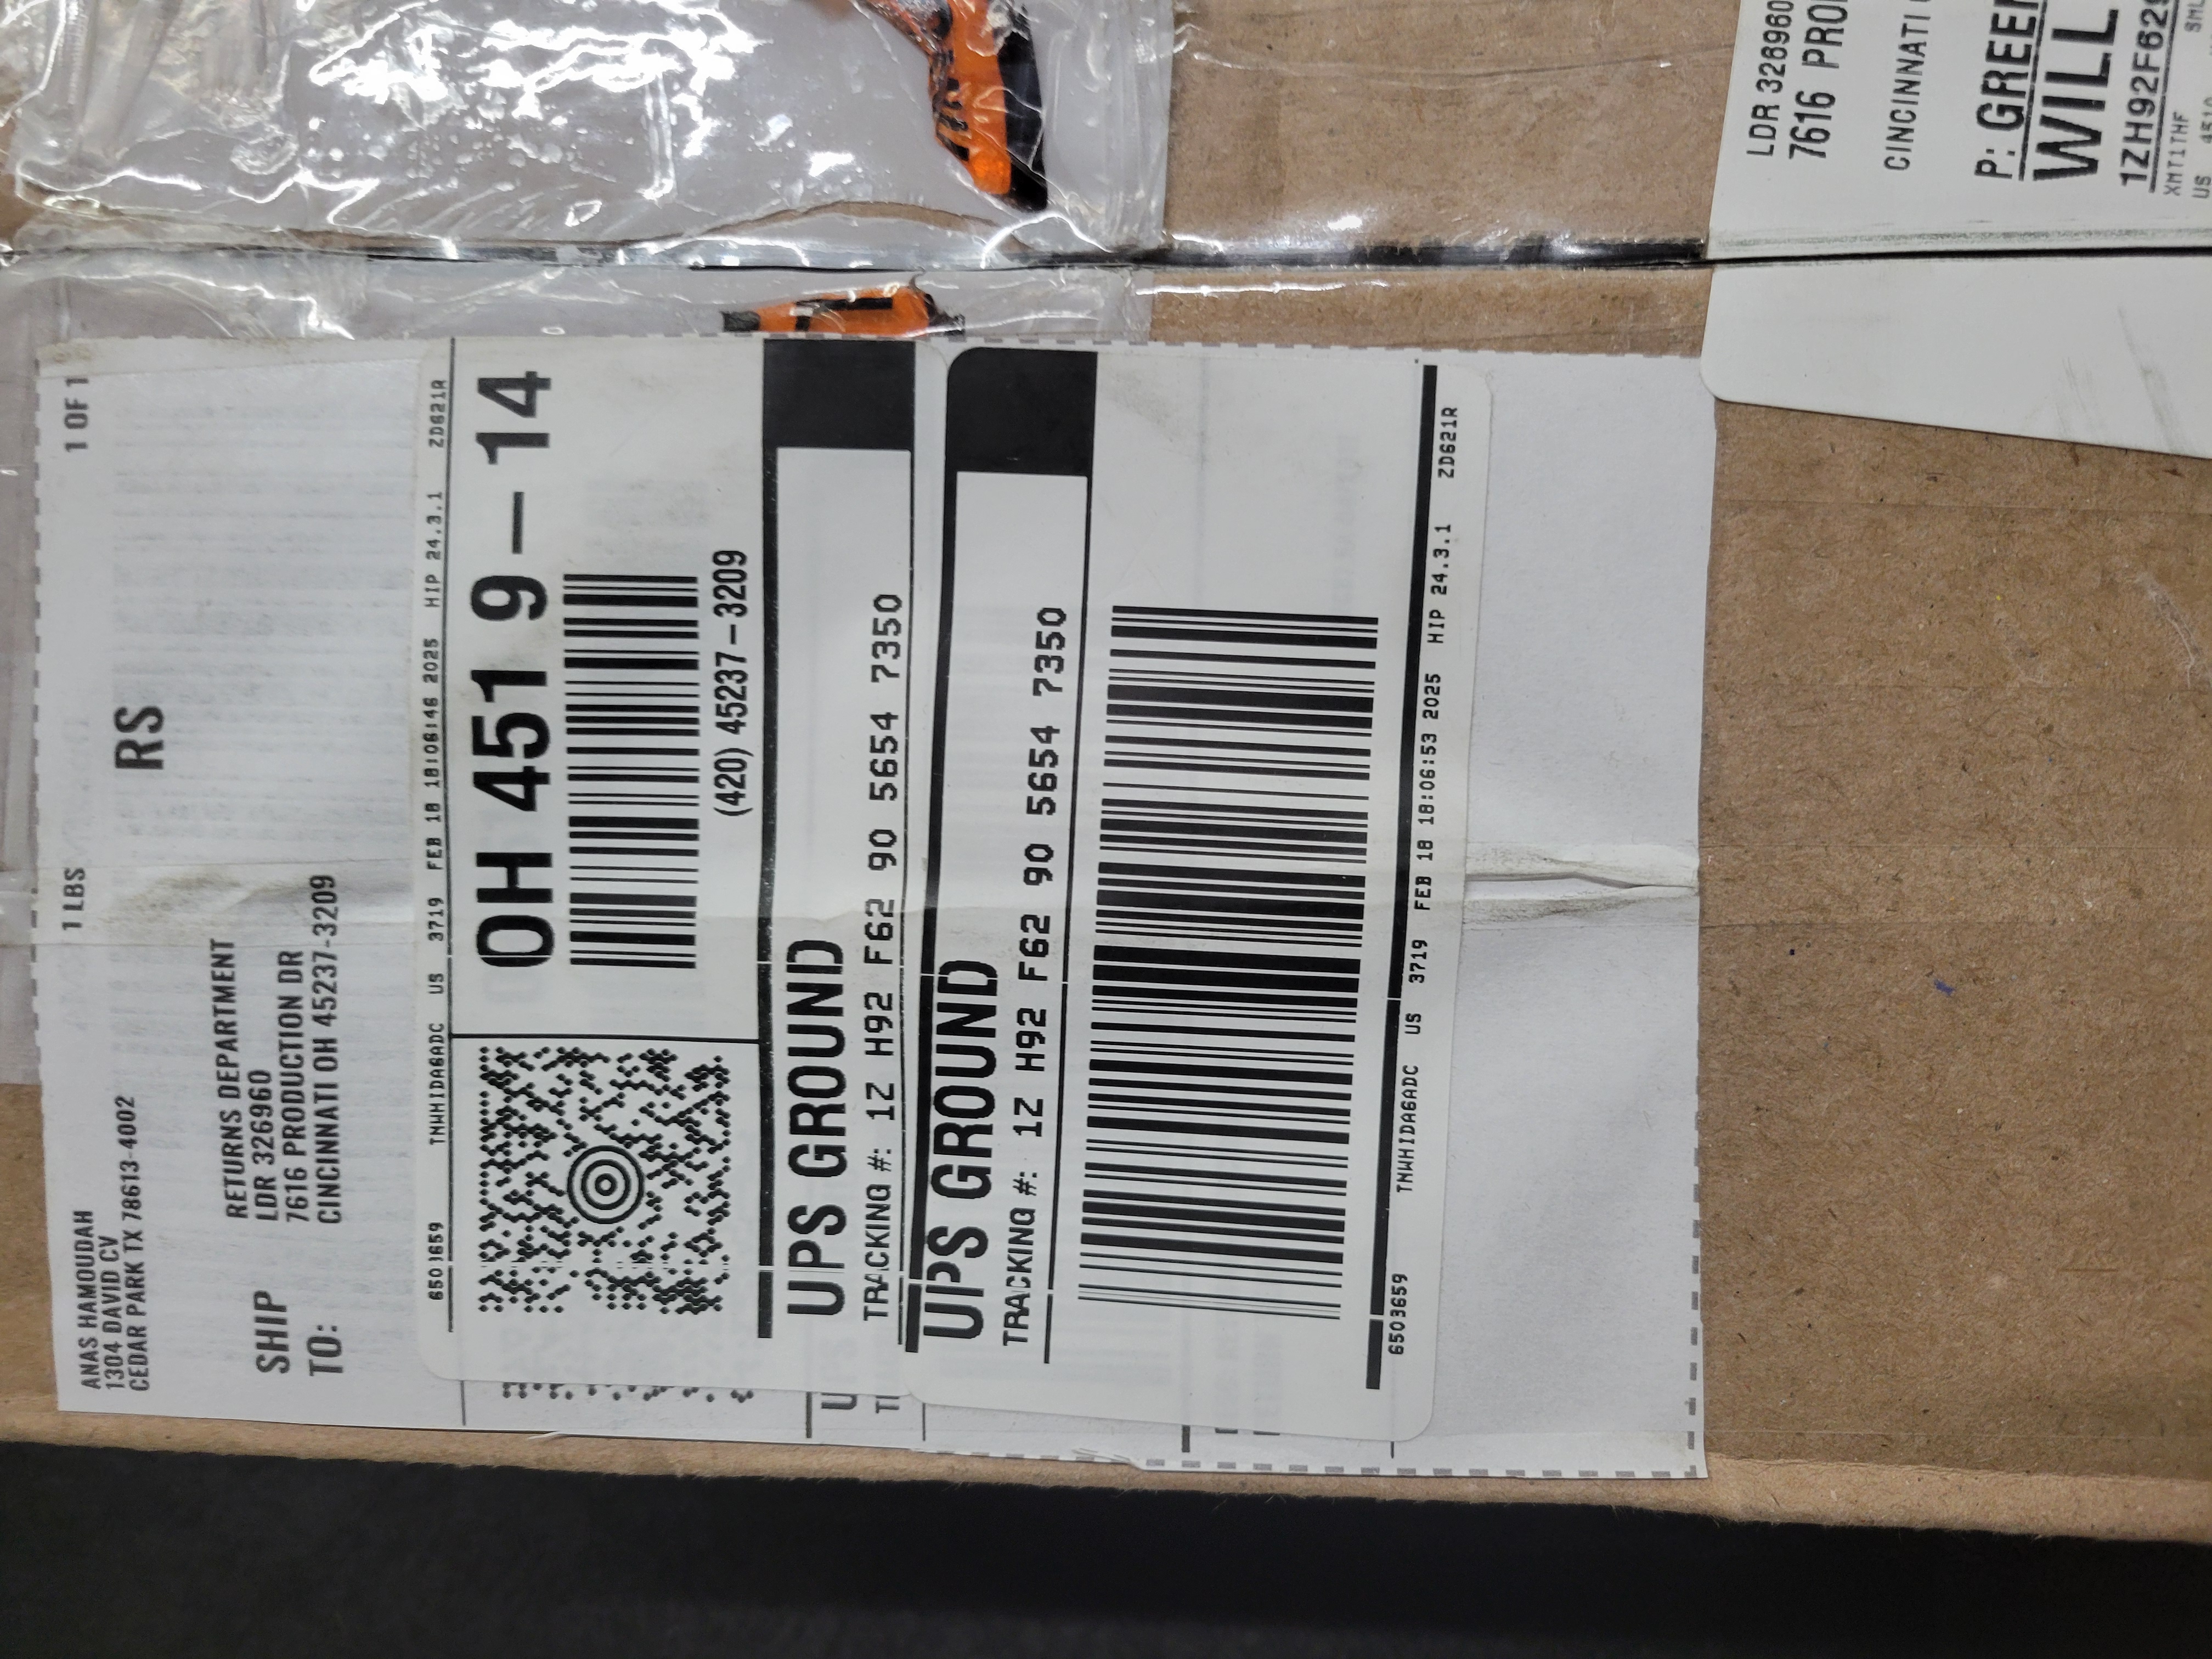 1 LBS
1 OF 1
ANAS HAMOUDAH
1304 DAVID CV
CEDAR PARK TX 78613-4002
RS
SHIP
TO:
RETURNS DEPARTMENT
LDR 326960
7616 PRODUCTION DR
CINCINNATI OH 45237-3209
6503659 TNWHIDA6ADC US 3719 FEB 18 18:06:46 2025 HIP 24.3.1 ZD621R
OH 451 9-14
(420) 45237-3209
UPS GROUND
TRACKING #: 1Z H92 F62 90 5654 7350
UPS GROUND
TRACKING #: 1Z H92 F62 90 5654 7350
6503659 TNWHIDA6ADC US 3719 FEB 18 18:06:53 2025 HIP 24.3.1 ZD621R
LDR 326960
7616
CINCINNATI
P:
WILL
XMT1THF
US